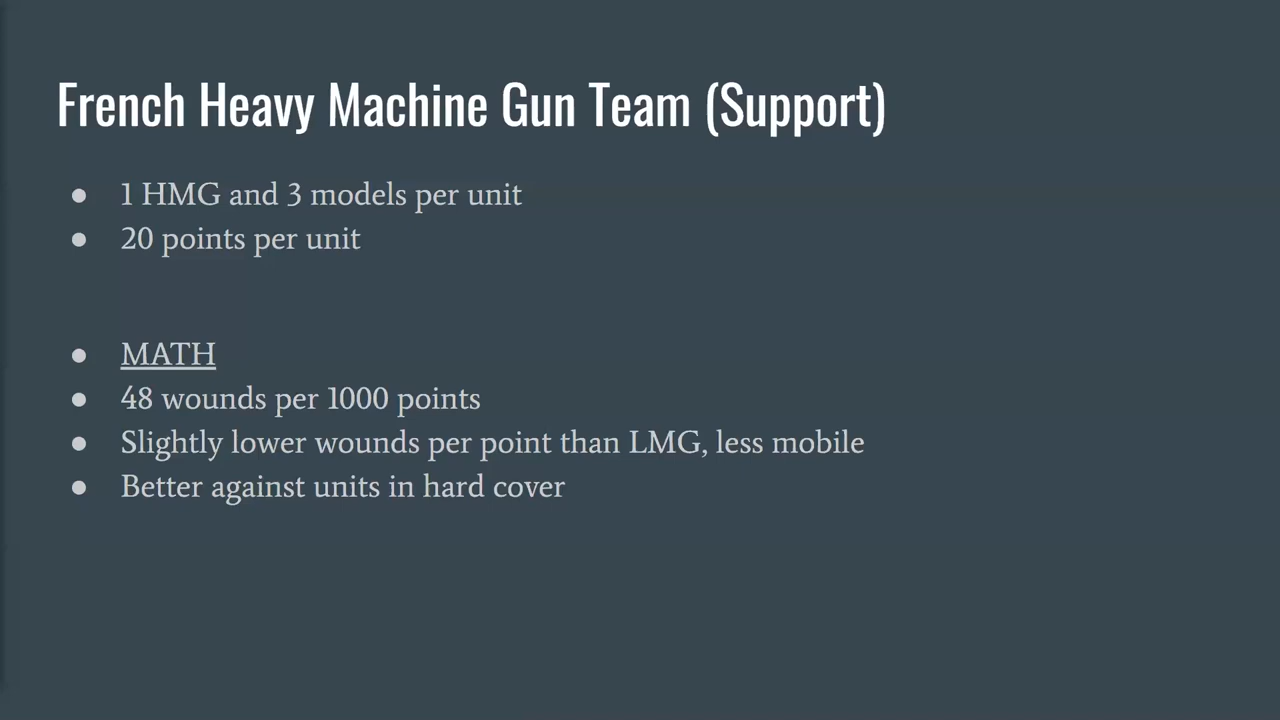 French Heavy Machine Gun Team (Support)
● 1 HMG and 3 models per unit
● 20 points per unit
● MATH
● 48 wounds per 1000 points
● Slightly lower wounds per point than LMG, less mobile
● Better against units in hard cover